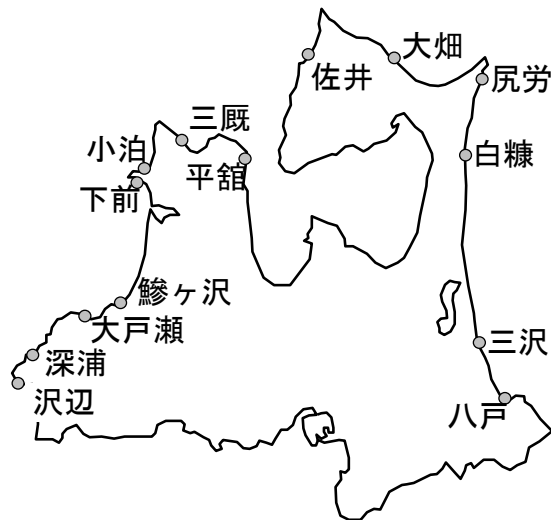 大畑
佐井
尻労
三厩
小泊
平舘
白糠
下前
鰺ヶ沢
大戸瀬
三沢
深浦
沢辺
八戸